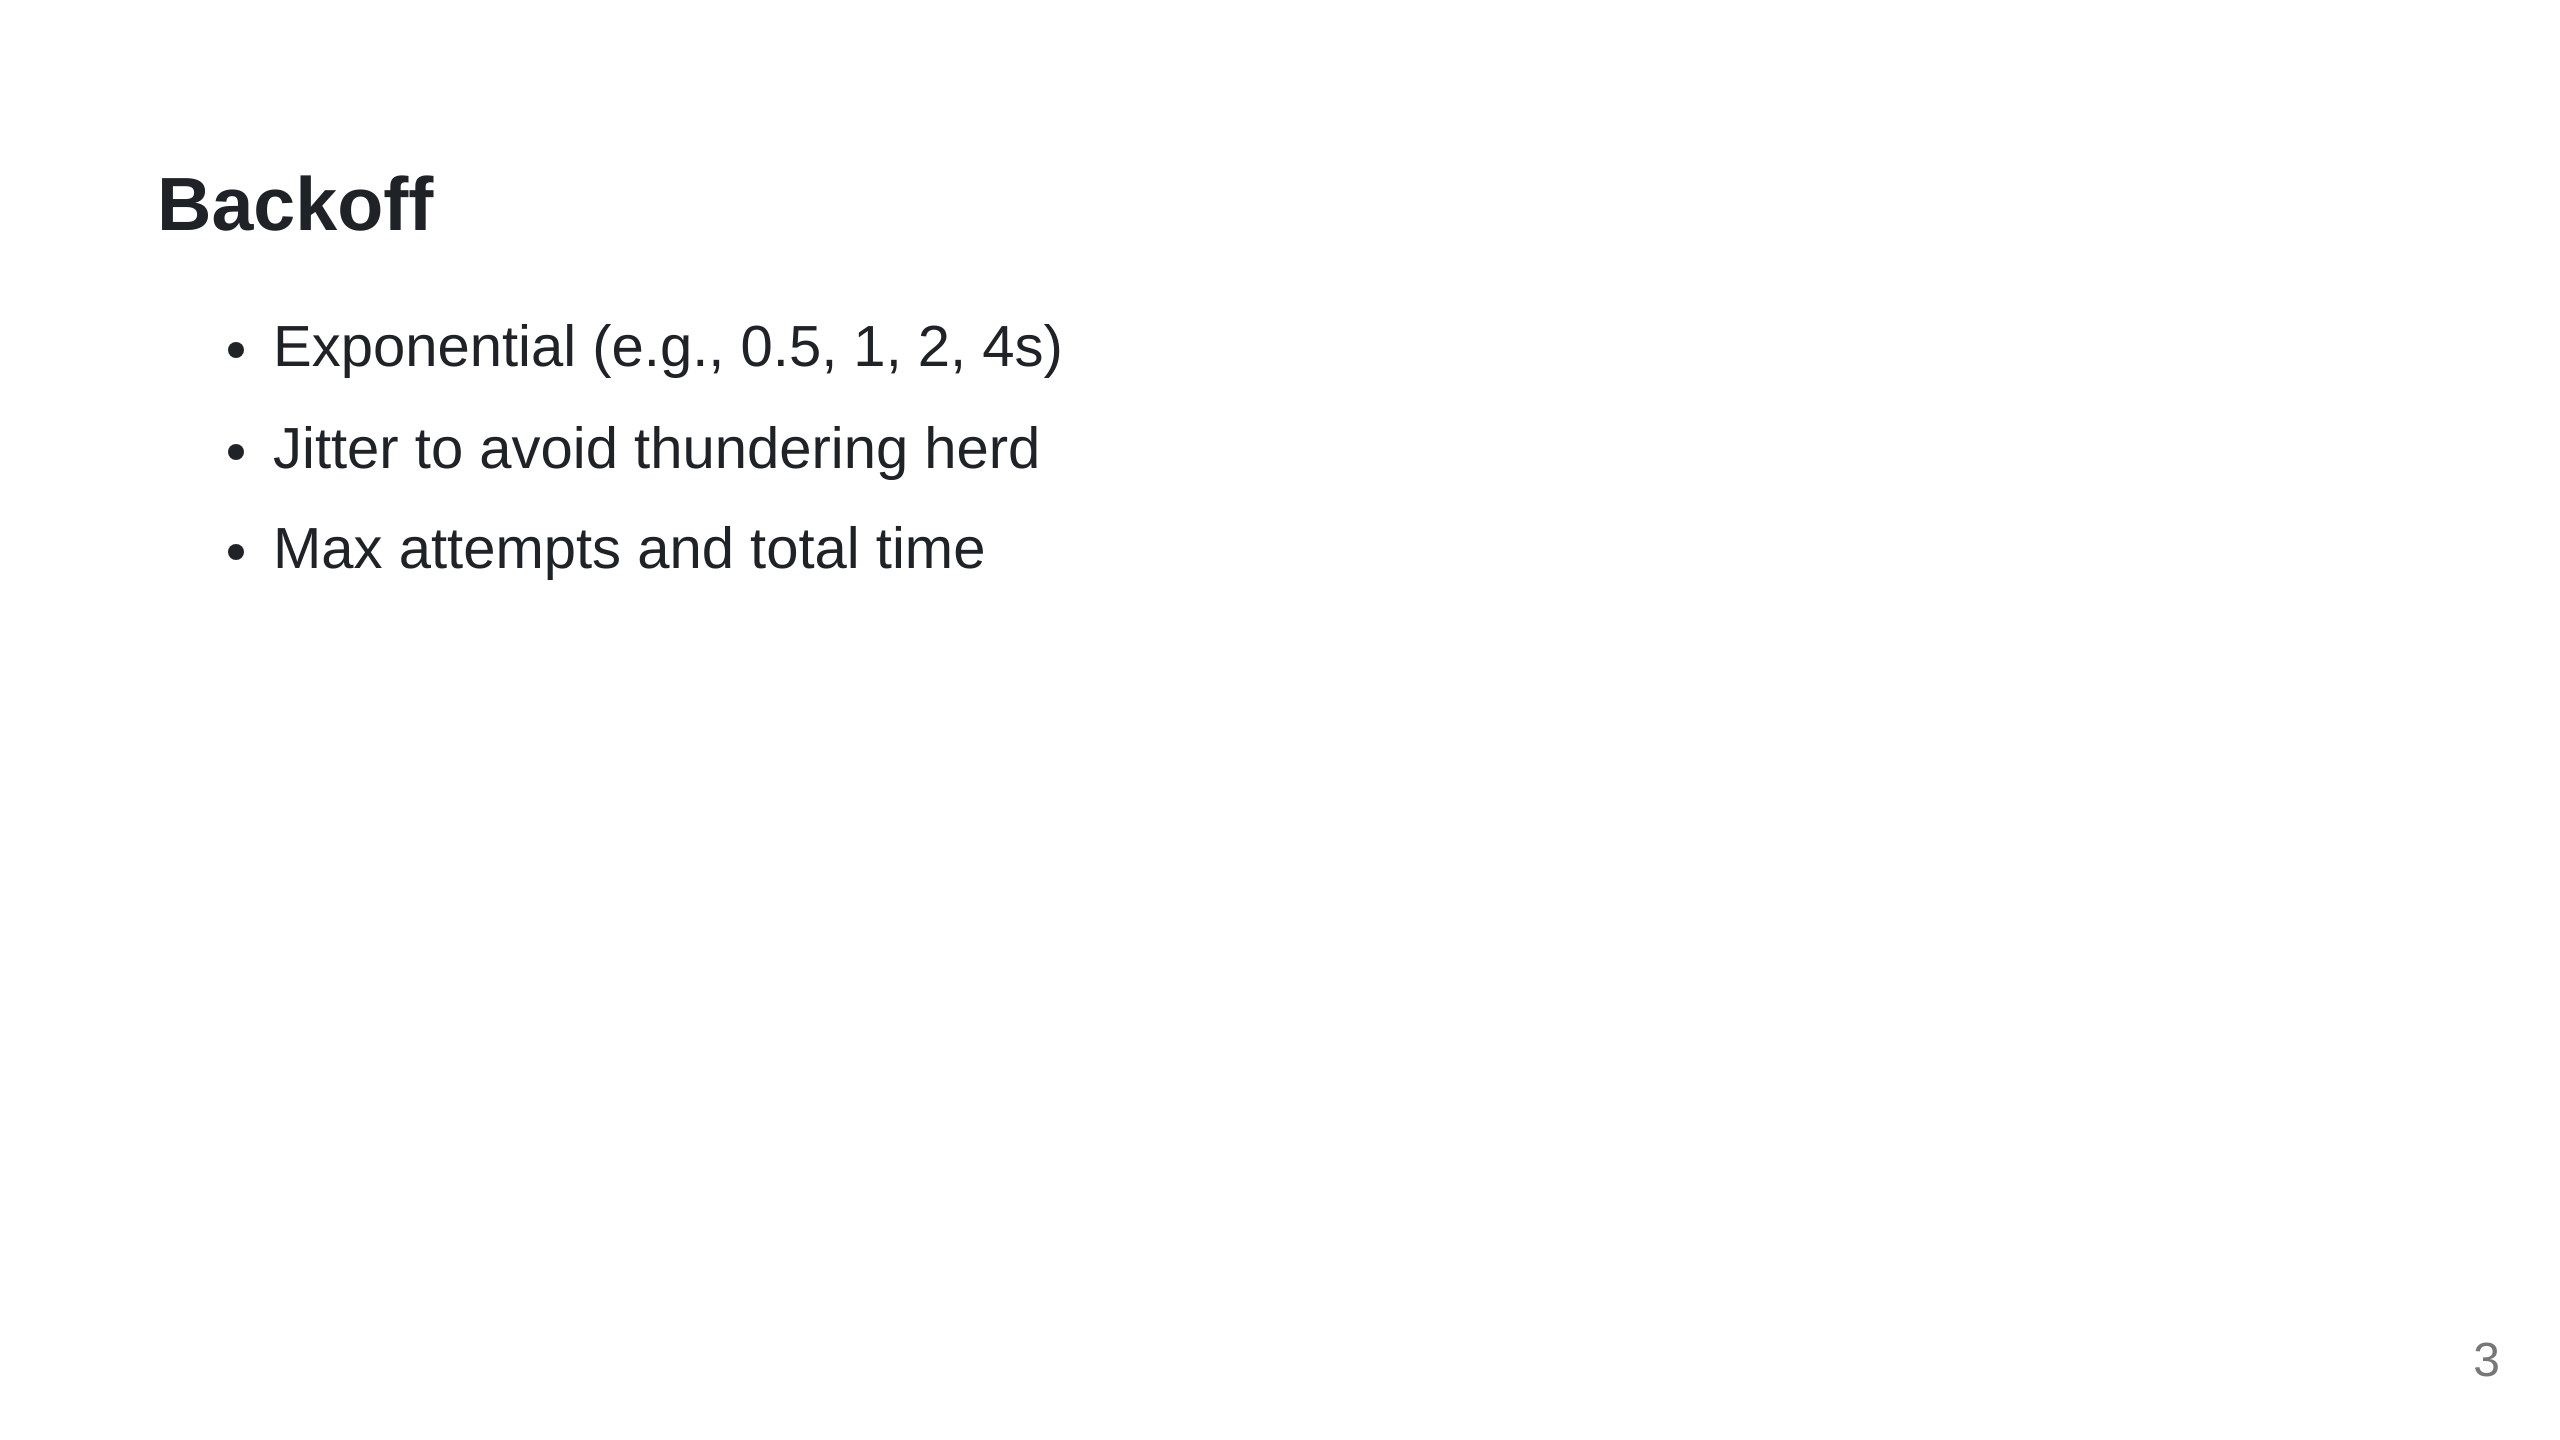 Backoff
• Exponential (e.g., 0.5, 1, 2, 4s)
• Jitter to avoid thundering herd
• Max attempts and total time
3